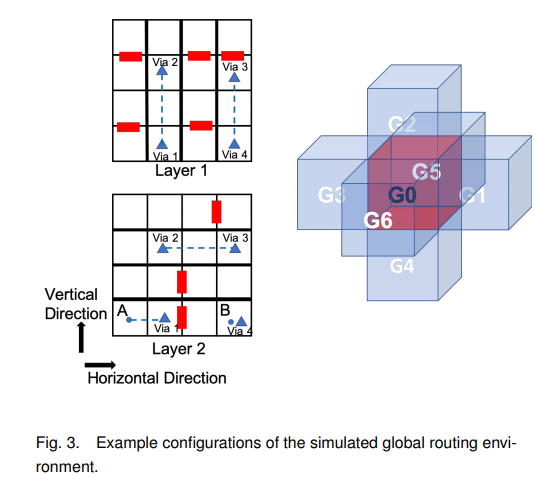 Via 2
Via 3
Via 1
Via 4
Layer 1
Via 2
Via 3
A
B
Via 1
Via 4
Layer 2
Vertical
Direction
Horizontal Direction
G2
G5
G3
G0
G1
G6
G4
Fig. 3. Example configurations of the simulated global routing envi-
ronment.